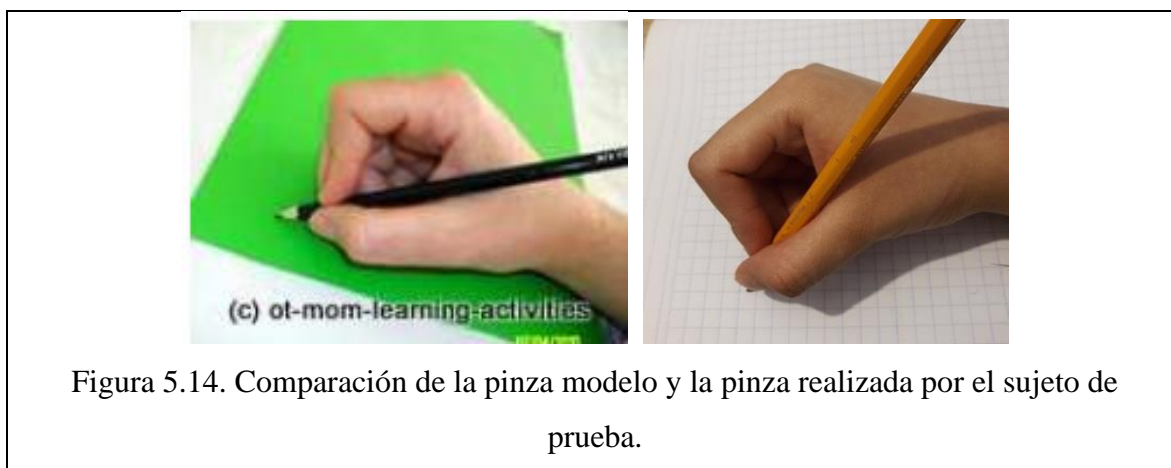 (c) ot-mom-learning-activities
Figura 5.14. Comparación de la pinza modelo y la pinza realizada por el sujeto de
prueba.